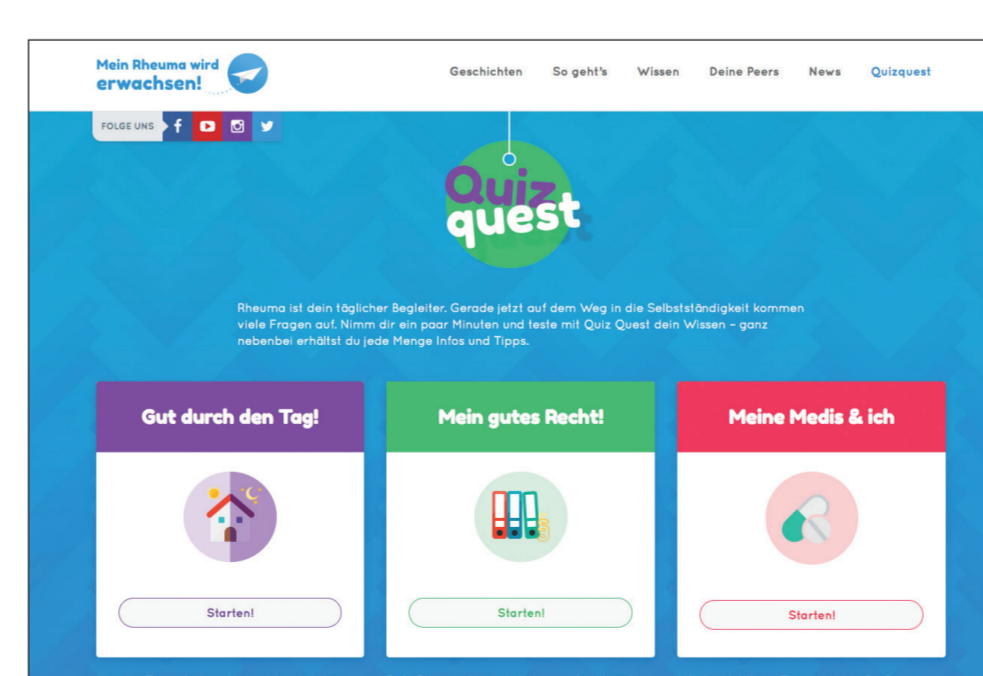 Mein Rheuma wird
erwachsen!
Geschichten So geht's Wissen Deine Peers News Quizquest
FOLGE UNS
Quiz
quest
Rheuma ist dein täglicher Begleiter. Gerade jetzt auf dem Weg in die Selbstständigkeit kommen
viele Fragen auf. Nimm dir ein paar Minuten und teste mit Quiz Quest dein Wissen – ganz
nebenbei erhältst du jede Menge Infos und Tipps.
Gut durch den Tag!
Mein gutes Recht!
Meine Medis & ich
Starten!
Starten!
Starten!